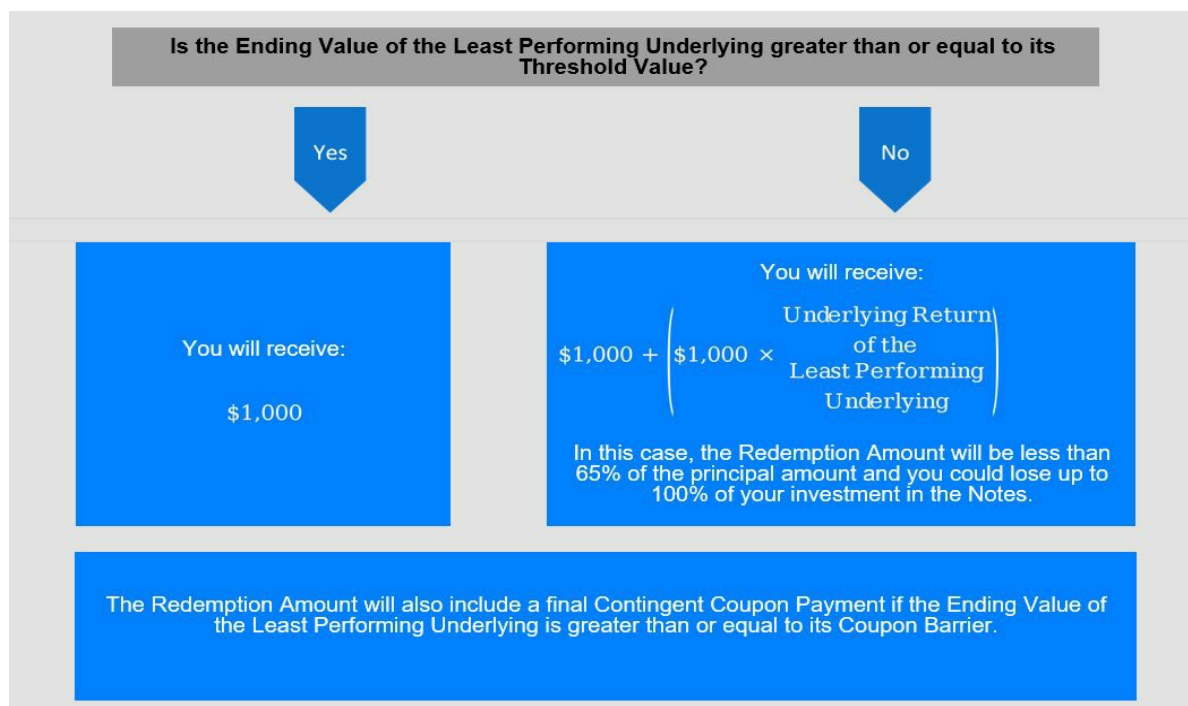 Is the Ending Value of the Least Performing Underlying greater than or equal to its
Threshold Value?
Yes
No
You will receive:
$1,000
You will receive:
$1,000 + ($1,000 × Underlying Return
of the
Least Performing
Underlying)
In this case, the Redemption Amount will be less than
65% of the principal amount and you could lose up to
100% of your investment in the Notes.
The Redemption Amount will also include a final Contingent Coupon Payment if the Ending Value of
the Least Performing Underlying is greater than or equal to its Coupon Barrier.